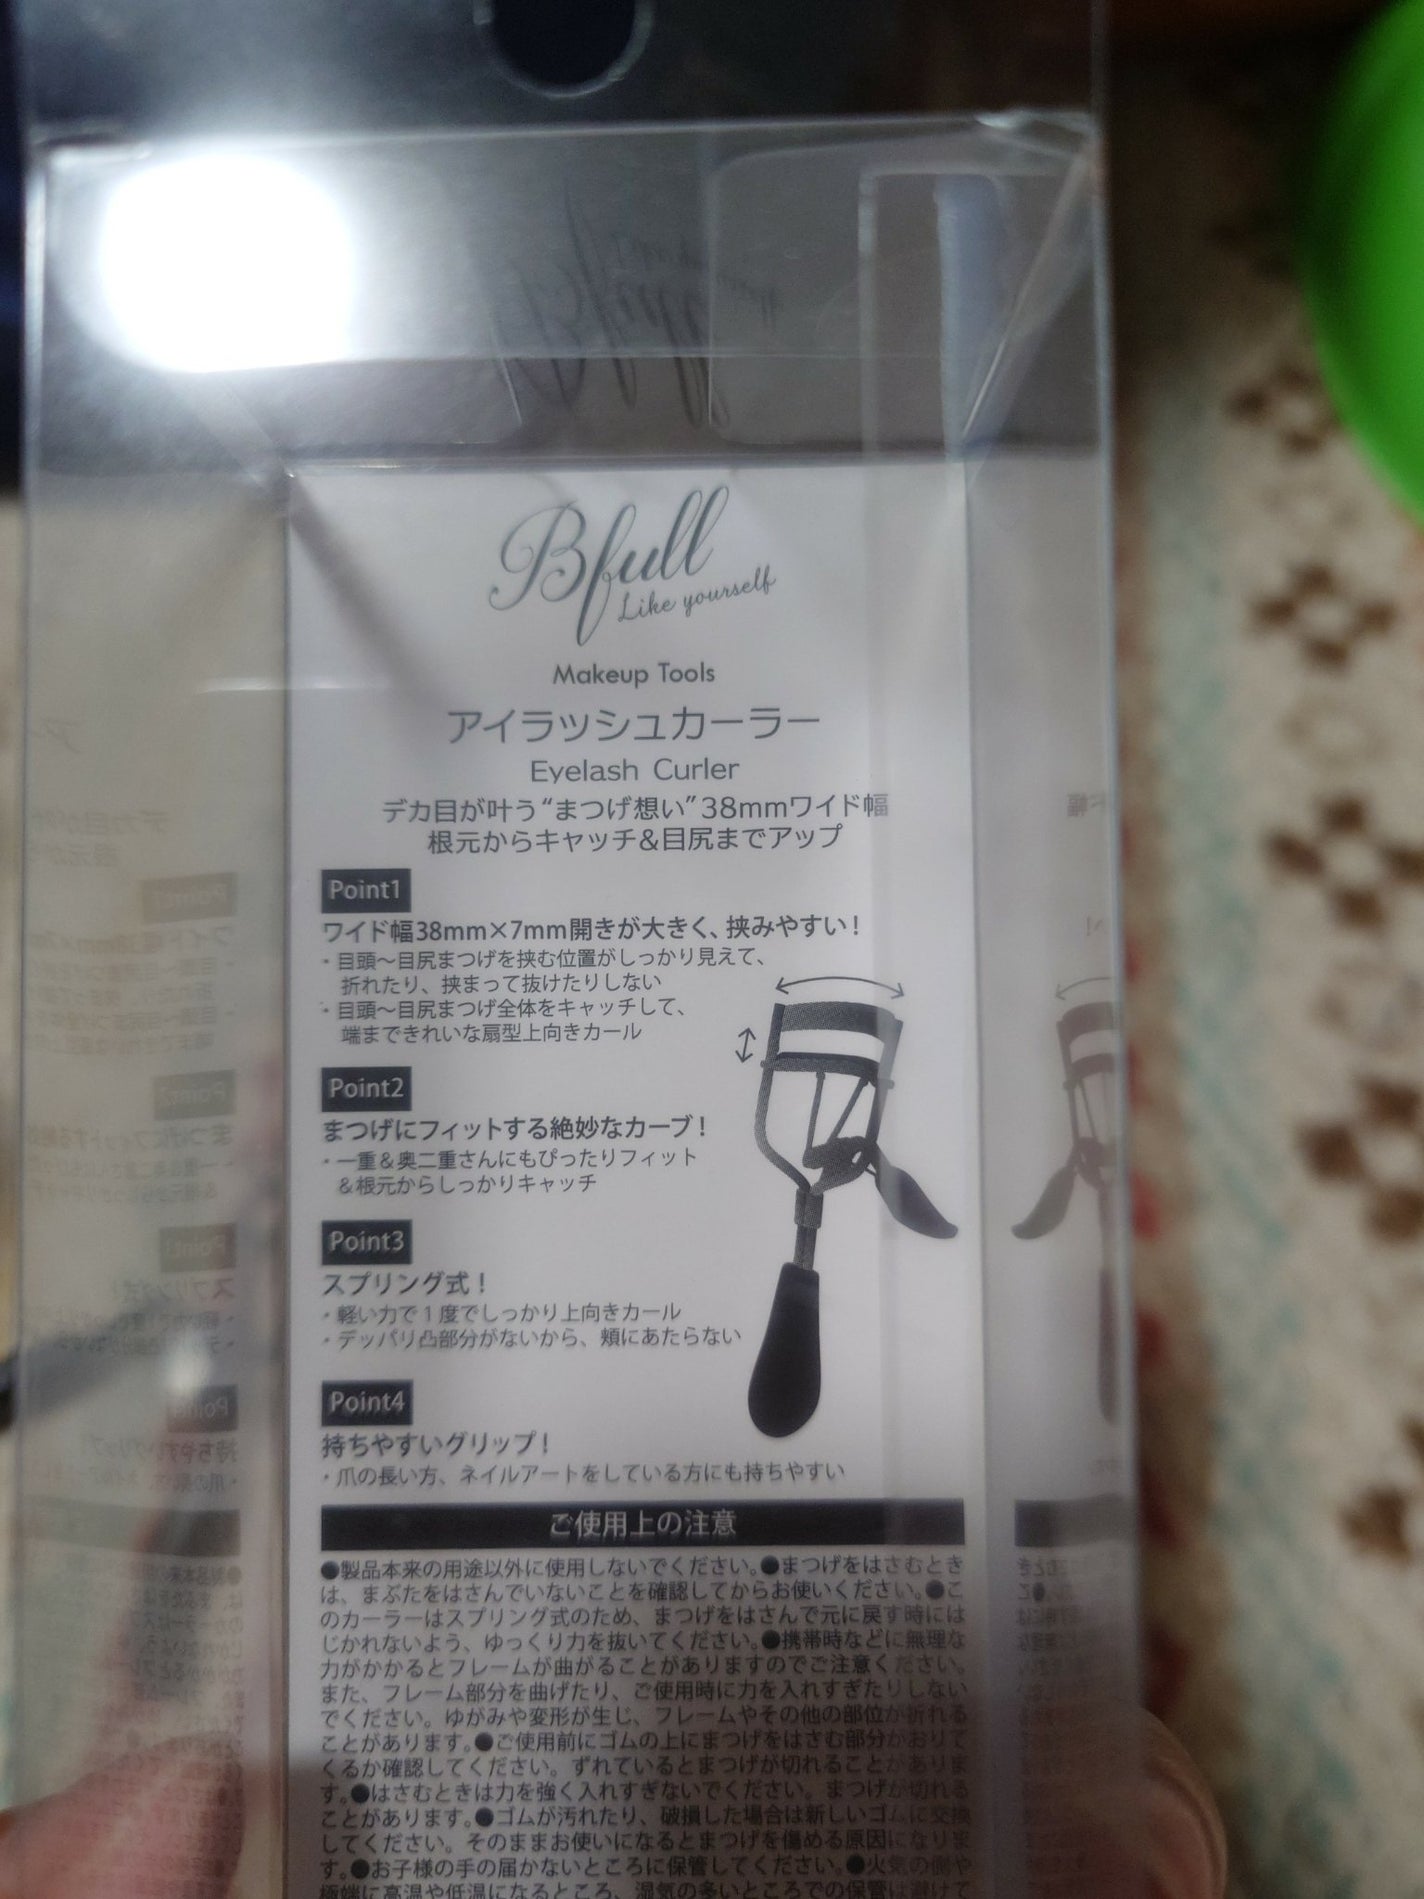 Bfull
Like yourself
Makeup Tools
アイラッシュカーラー
Eyelash Curler
デカ目が叶う“まつげ想い”38mmワイド幅
根元からキャッチ&目尻までアップ
Point1
ワイド幅38mm×7mm開きが大きく、挟みやすい!
・目頭〜目尻まつげを挟む位置がしっかり見えて、
折れたり、挟まって抜けたりしない
・目頭〜目尻まつげ全体をキャッチして、
端まできれいな扇型上向きカール
Point2
まつげにフィットする絶妙なカーブ!
・一重&奥二重さんにもぴったりフィット
&根元からしっかりキャッチ
Point3
スプリング式!
・軽い力で1度でしっかり上向きカール
・デッパリ凸部分がないから、頬にあたらない
Point4
持ちやすいグリップ!
・爪の長い方、ネイルアートをしている方にも持ちやすい
ご使用上の注意
●製品本来の用途以外に使用しないでください。●まつげをはさむとき
は、まぶたをはさんでいないことを確認してからお使いください。●こ
のカーラーはスプリング式のため、まつげをはさんで元に戻す時には
じかれないよう、ゆっくり力を抜いてください。●携帯時などに無理な
力がかかるとフレームが曲がることがありますのでご注意ください。
また、フレーム部分を曲げたり、ご使用時に力を入れすぎたりしない
でください。ゆがみや変形が生じ、フレームやその他の部位が折れる
ことがあります。●ご使用前にゴムの上にまつげをはさむ部分がおりて
くるか確認してください。ずれているとまつげが切れることがありま
す。●はさむときは力を強く入れすぎないでください。まつげが切れる
ことがあります。●ゴムが汚れたり、破損した場合は新しいゴムに交換
してください。そのままお使いになるとまつげを傷める原因になりま
す。●お子様の手の届かないところに保管してください。●火気の側や
極端に高温や低温になるところ、湿気の多いところでの保管は避けて